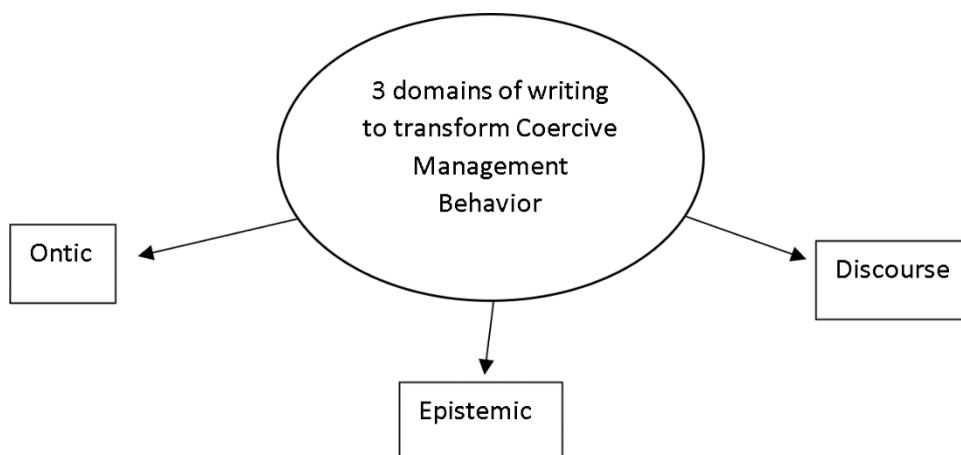 3 domains of writing
to transform Coercive
Management
Behavior
Ontic
Discourse
Epistemic